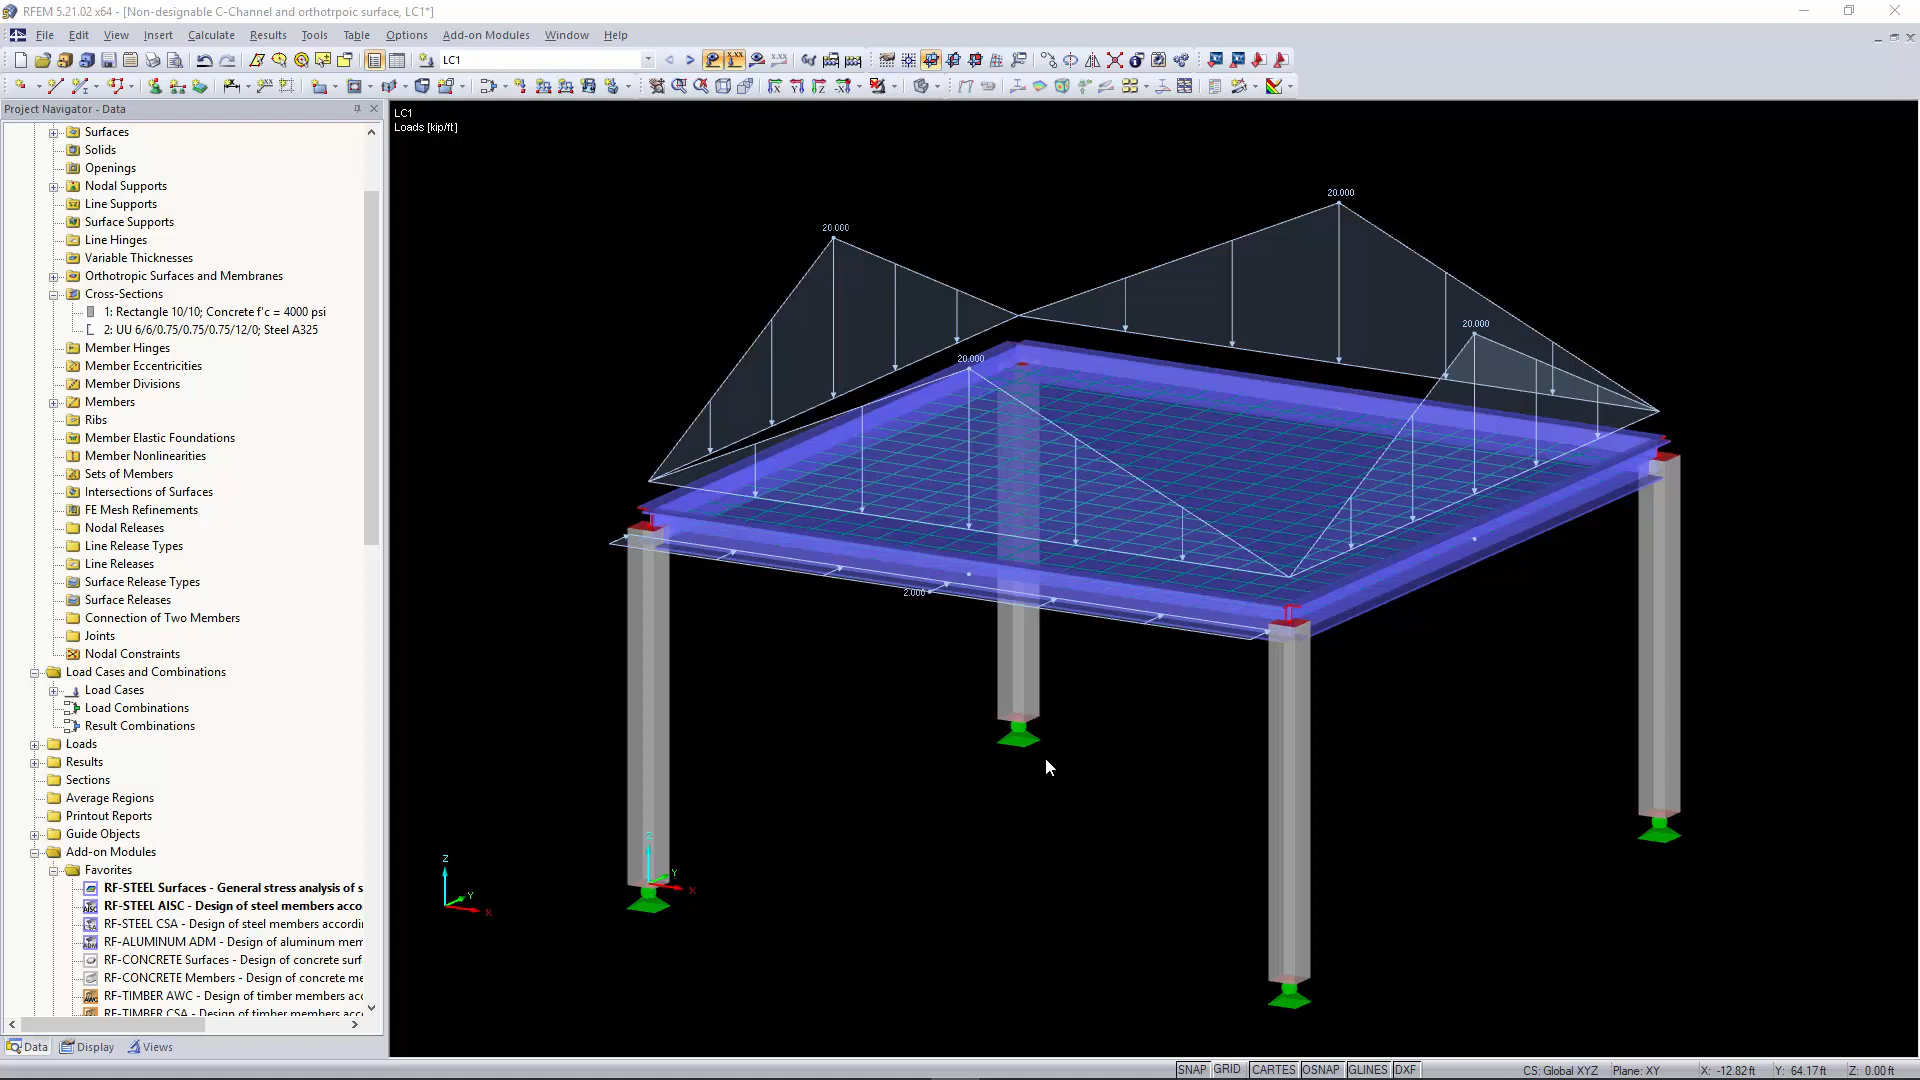 RFEM 5.21.02 x64 - [Non-designable C-Channel and orthotrpoic surface, LC1*]
File Edit View Insert Calculate Results Tools Table Options Add-on Modules Window Help
LC1
Project Navigator - Data
Surfaces
Solids
Openings
Nodal Supports
Line Supports
Surface Supports
Line Hinges
Variable Thicknesses
Orthotropic Surfaces and Membranes
Cross-Sections
1: Rectangle 10/10; Concrete f'c = 4000 psi
2: UU 6/6/0.75/0.75/0.75/12/0; Steel A325
Member Hinges
Member Eccentricities
Member Divisions
Members
Ribs
Member Elastic Foundations
Member Nonlinearities
Sets of Members
Intersections of Surfaces
FE Mesh Refinements
Nodal Releases
Line Release Types
Line Releases
Surface Release Types
Surface Releases
Connection of Two Members
Joints
Nodal Constraints
Load Cases and Combinations
Load Cases
Load Combinations
Result Combinations
Loads
Results
Sections
Average Regions
Printout Reports
Guide Objects
Add-on Modules
Favorites
RF-STEEL Surfaces - General stress analysis of s
RF-STEEL AISC - Design of steel members acco
RF-STEEL CSA - Design of steel members accordi
RF-ALUMINUM ADM - Design of aluminum mem
RF-CONCRETE Surfaces - Design of concrete surf
RF-CONCRETE Members - Design of concrete me
RF-TIMBER AWC - Design of timber members acc
RF-TIMBER CSA - Design of timber members acc
Data Display Views
LC1
Loads [kip/ft]
20.000
20.000
20.000
20.000
2.000
Z
Y
X
Z
Y
X
SNAP GRID CARTES OSNAP GLINES DXF CS: Global XYZ Plane: XY X: -12.82 ft Y: 64.17 ft Z: 0.00 ft